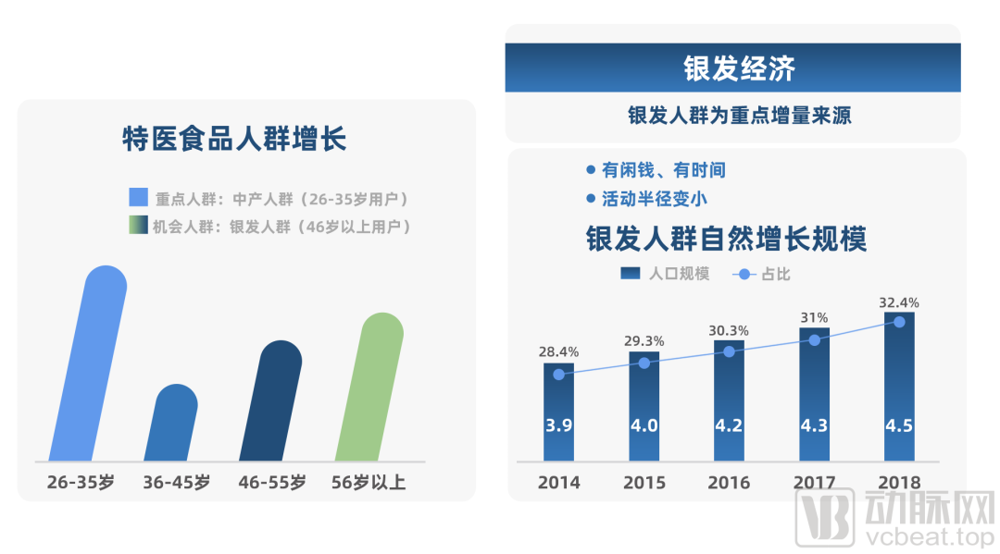 特医食品人群增长
重点人群：中产人群（26-35岁用户）
机会人群：银发人群（46岁以上用户）
26-35岁
36-45岁
46-55岁
56岁以上
银发经济
银发人群为重点增量来源
有闲钱、有时间
活动半径变小
银发人群自然增长规模
人口规模
占比
28.4%
29.3%
30.3%
31%
32.4%
3.9
4.0
4.2
4.3
4.5
2014
2015
2016
2017
2018
VB
动脉网
vcbeat.top